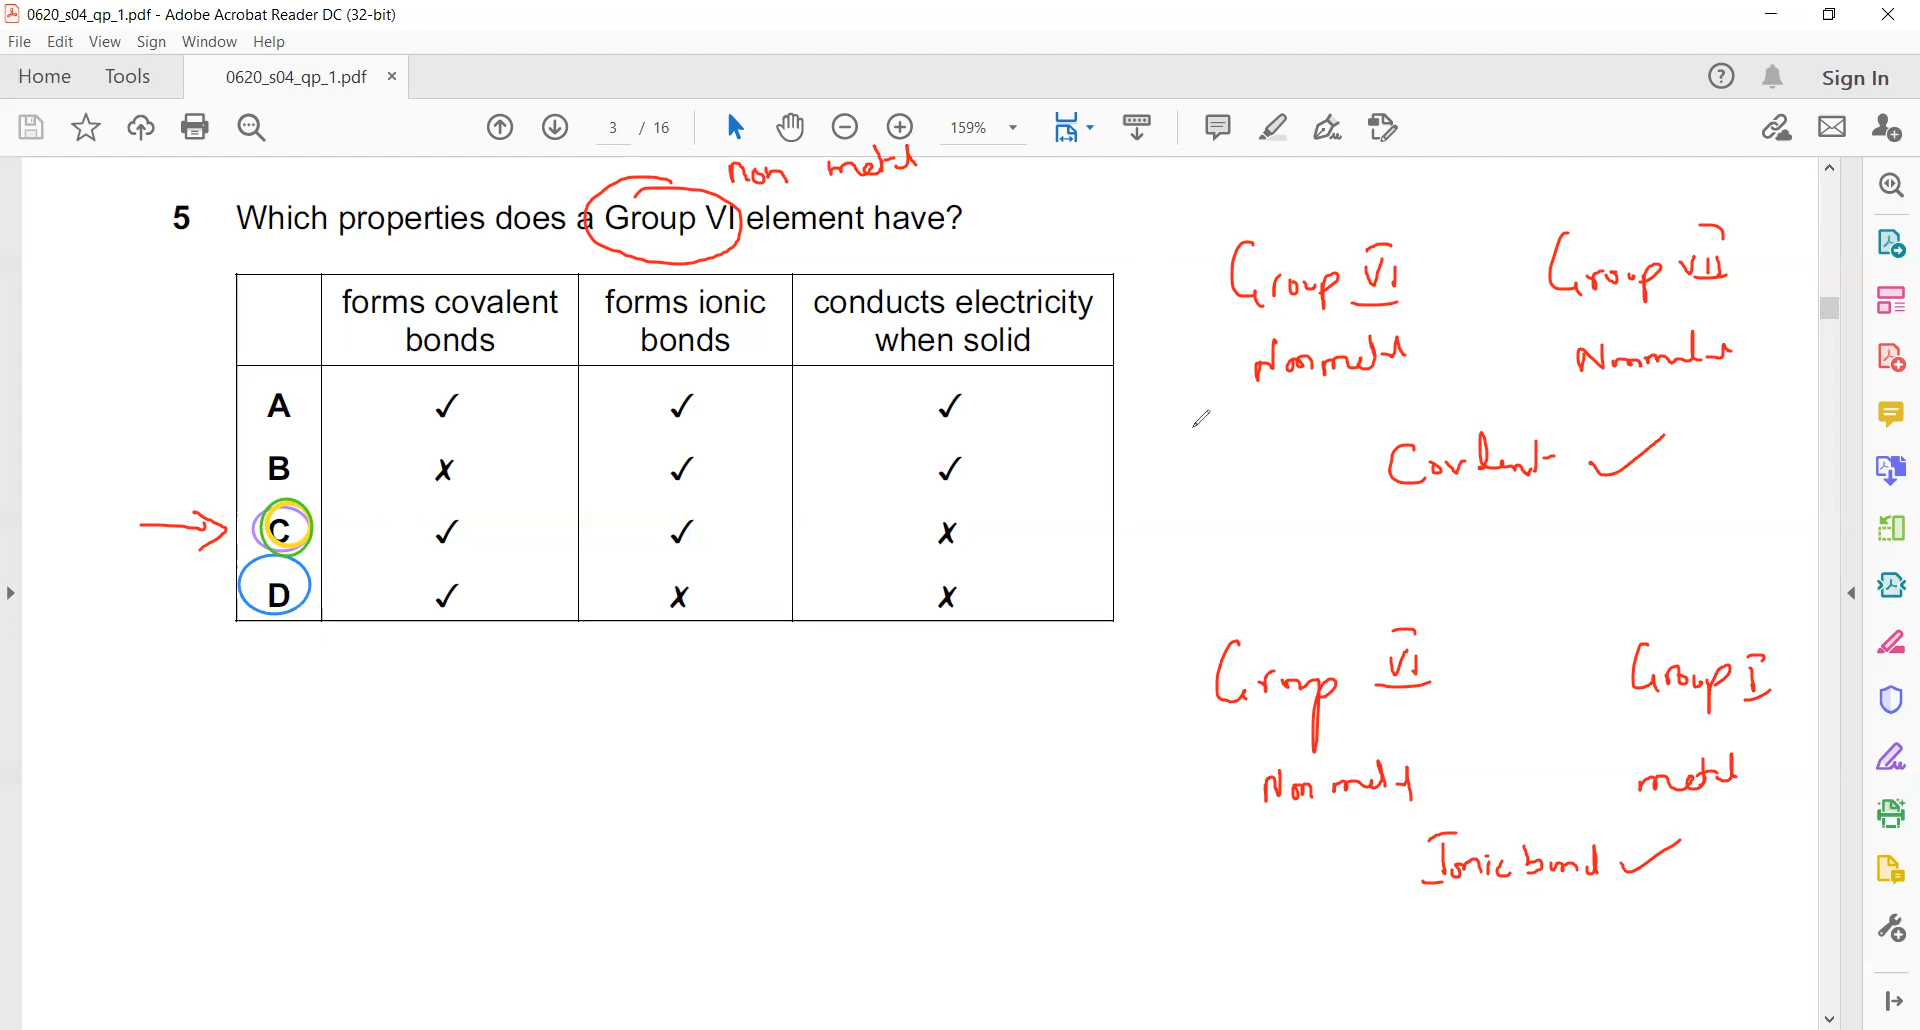 0620_s04_qp_1.pdf - Adobe Acrobat Reader DC (32-bit)
File Edit View Sign Window Help
Home Tools 0620_s04_qp_1.pdf × Sign In
3 / 16 159%
non metal
5 Which properties does a Group VI element have?
forms covalent bonds forms ionic bonds conducts electricity when solid
A ✓ ✓ ✓
B ✗ ✓ ✓
C ✓ ✓ ✗
D ✓ ✗ ✗
Group VI Group VII
Nonmetal Nonmetal
Covlent ✓
Group VI Group I
Non metal metal
Ionic bond ✓